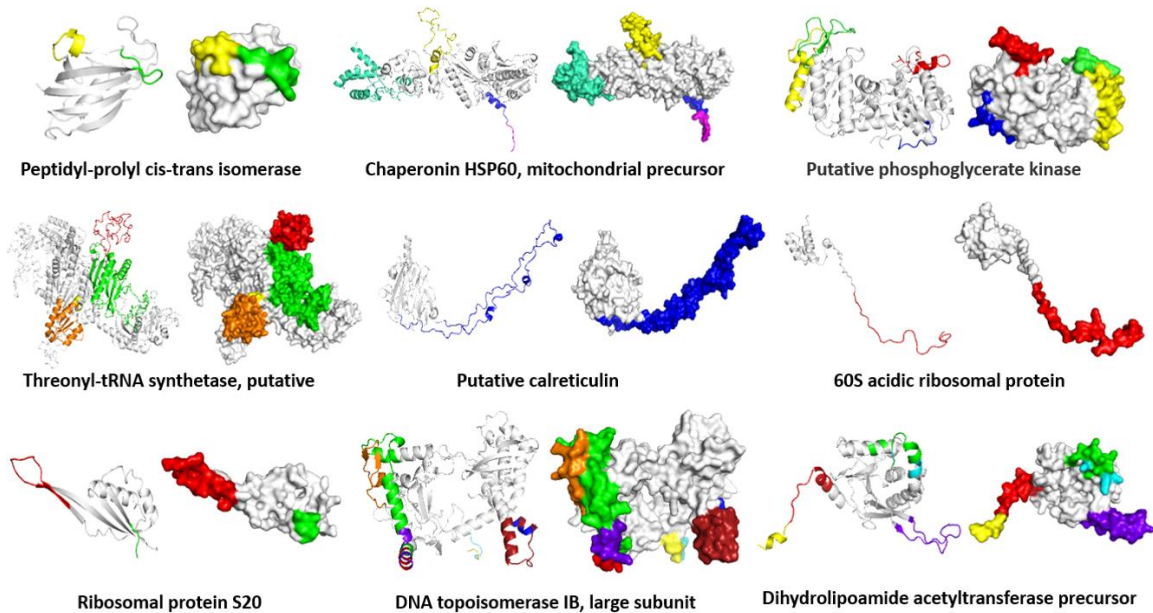 Peptidyl-prolyl cis-trans isomerase
Chaperonin HSP60, mitochondrial precursor
Putative phosphoglycerate kinase
Threonyl-tRNA synthetase, putative
Putative calreticulin
60S acidic ribosomal protein
Ribosomal protein S20
DNA topoisomerase IB, large subunit
Dihydrolipoamide acetyltransferase precursor